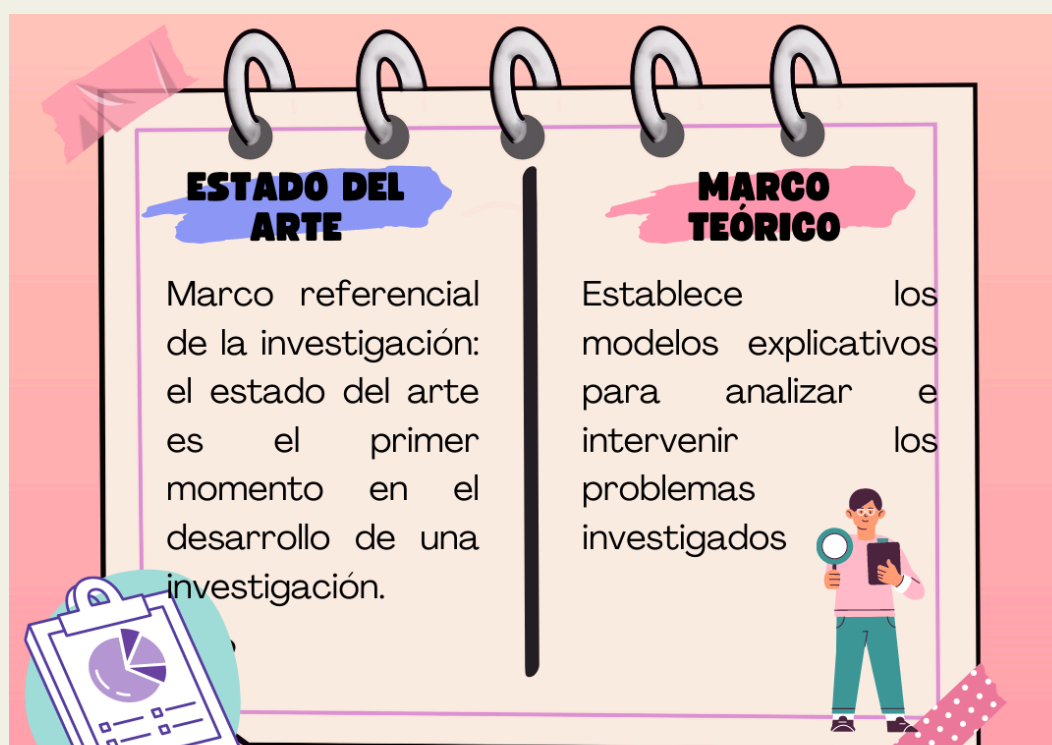 ESTADO DEL
ARTE
Marco referencial
de la investigación:
el estado del arte
es el primer
momento en el
desarrollo de una
investigación.
MARCO
TEÓRICO
Establece los
modelos explicativos
para analizar e
intervenir los
problemas
investigados